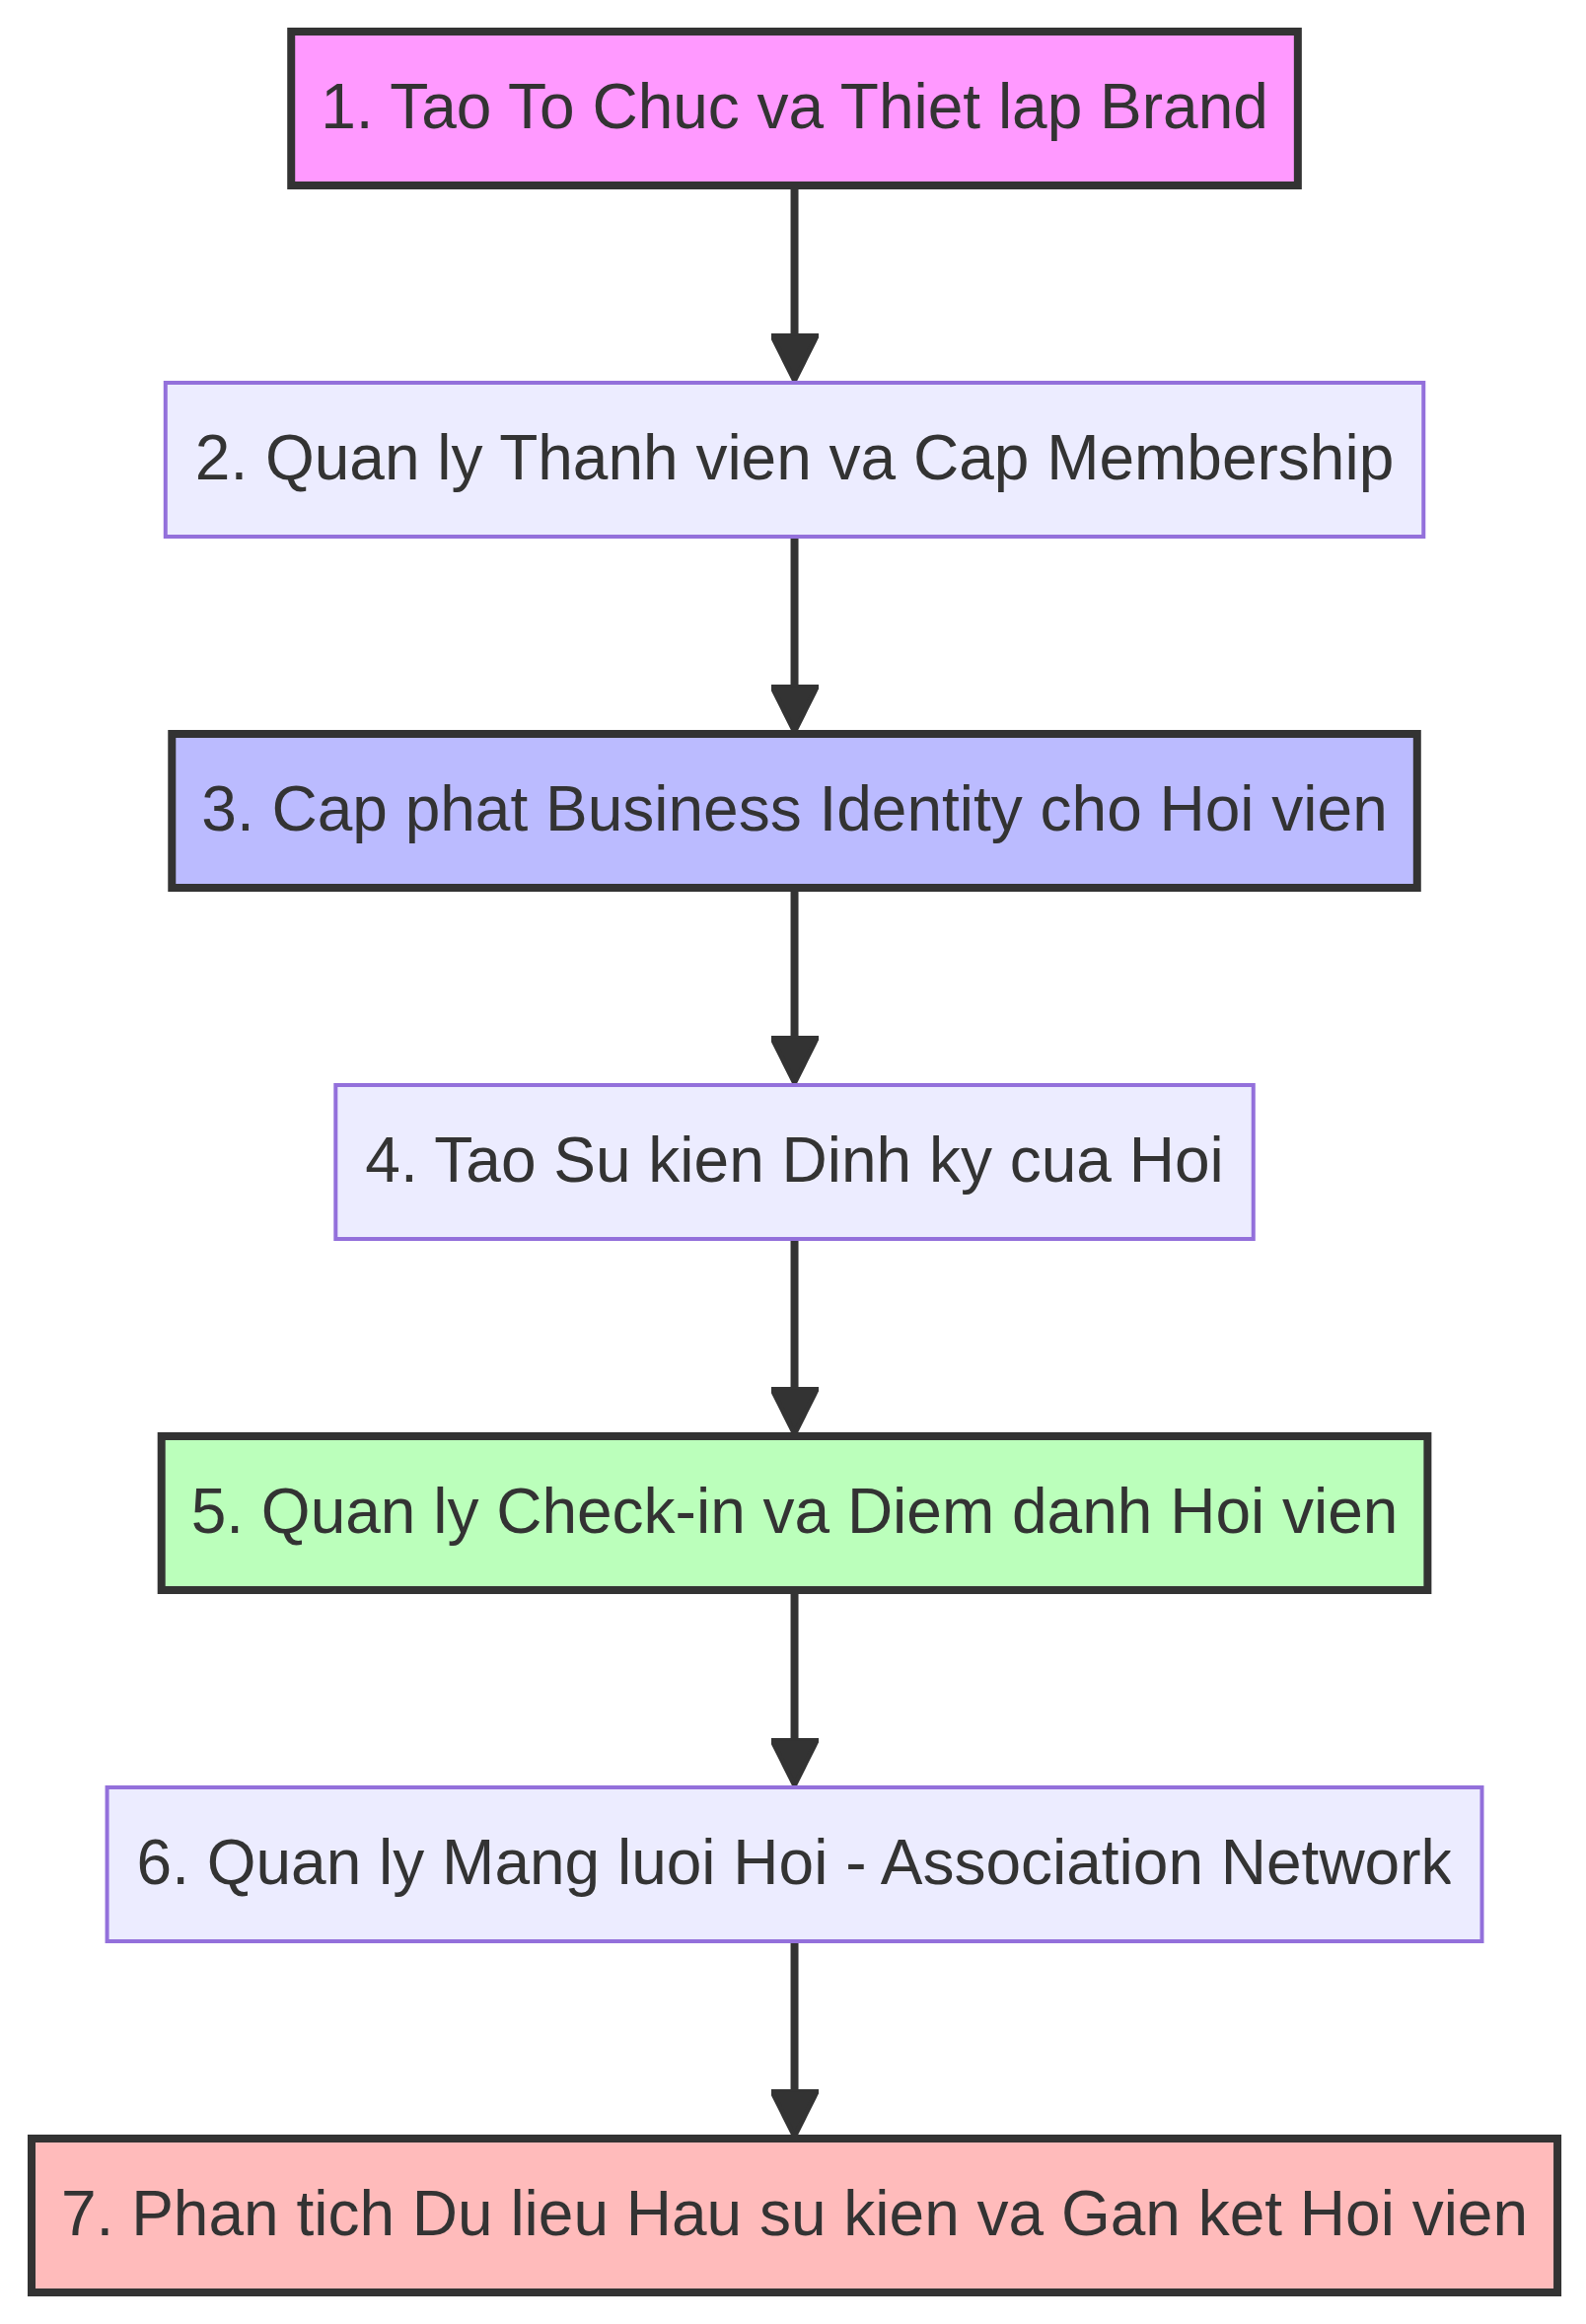 1. Tao To Chuc va Thiet lap Brand
2. Quan ly Thanh vien va Cap Membership
3. Cap phat Business Identity cho Hoi vien
4. Tao Su kien Dinh ky cua Hoi
5. Quan ly Check-in va Diem danh Hoi vien
6. Quan ly Mang luoi Hoi - Association Network
7. Phan tich Du lieu Hau su kien va Gan ket Hoi vien